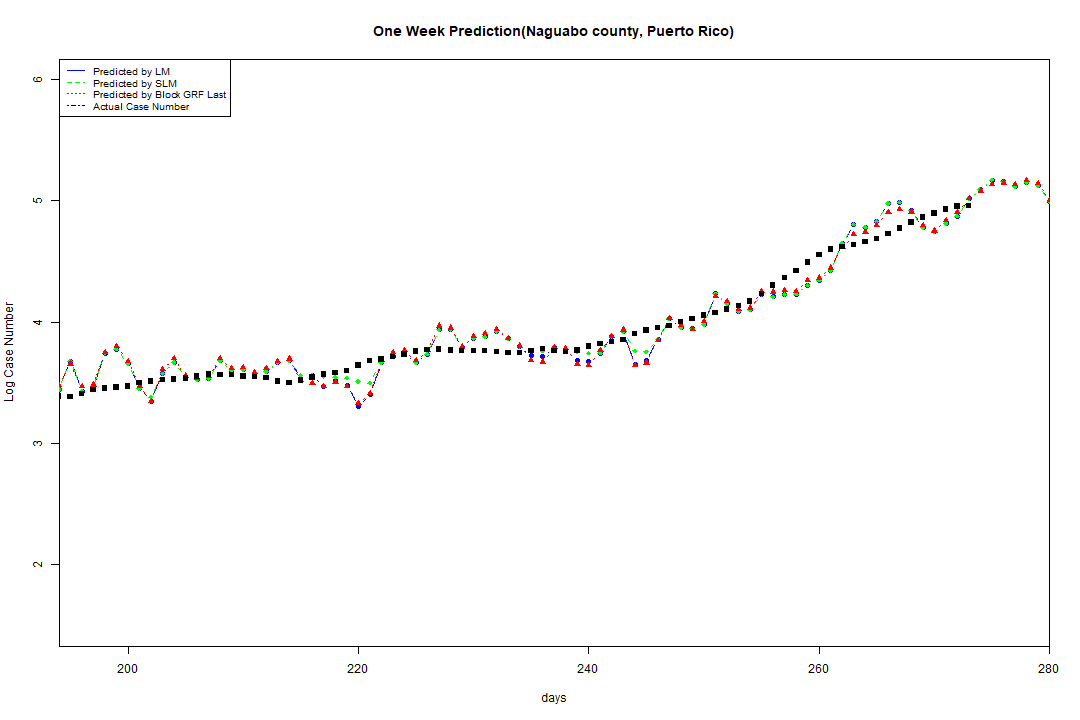 One Week Prediction(Naguabo county, Puerto Rico)
Predicted by LM
Predicted by SLM
Predicted by Block GRF Last
Actual Case Number
6
5
4
3
2
Log Case Number
200
220
240
260
280
days